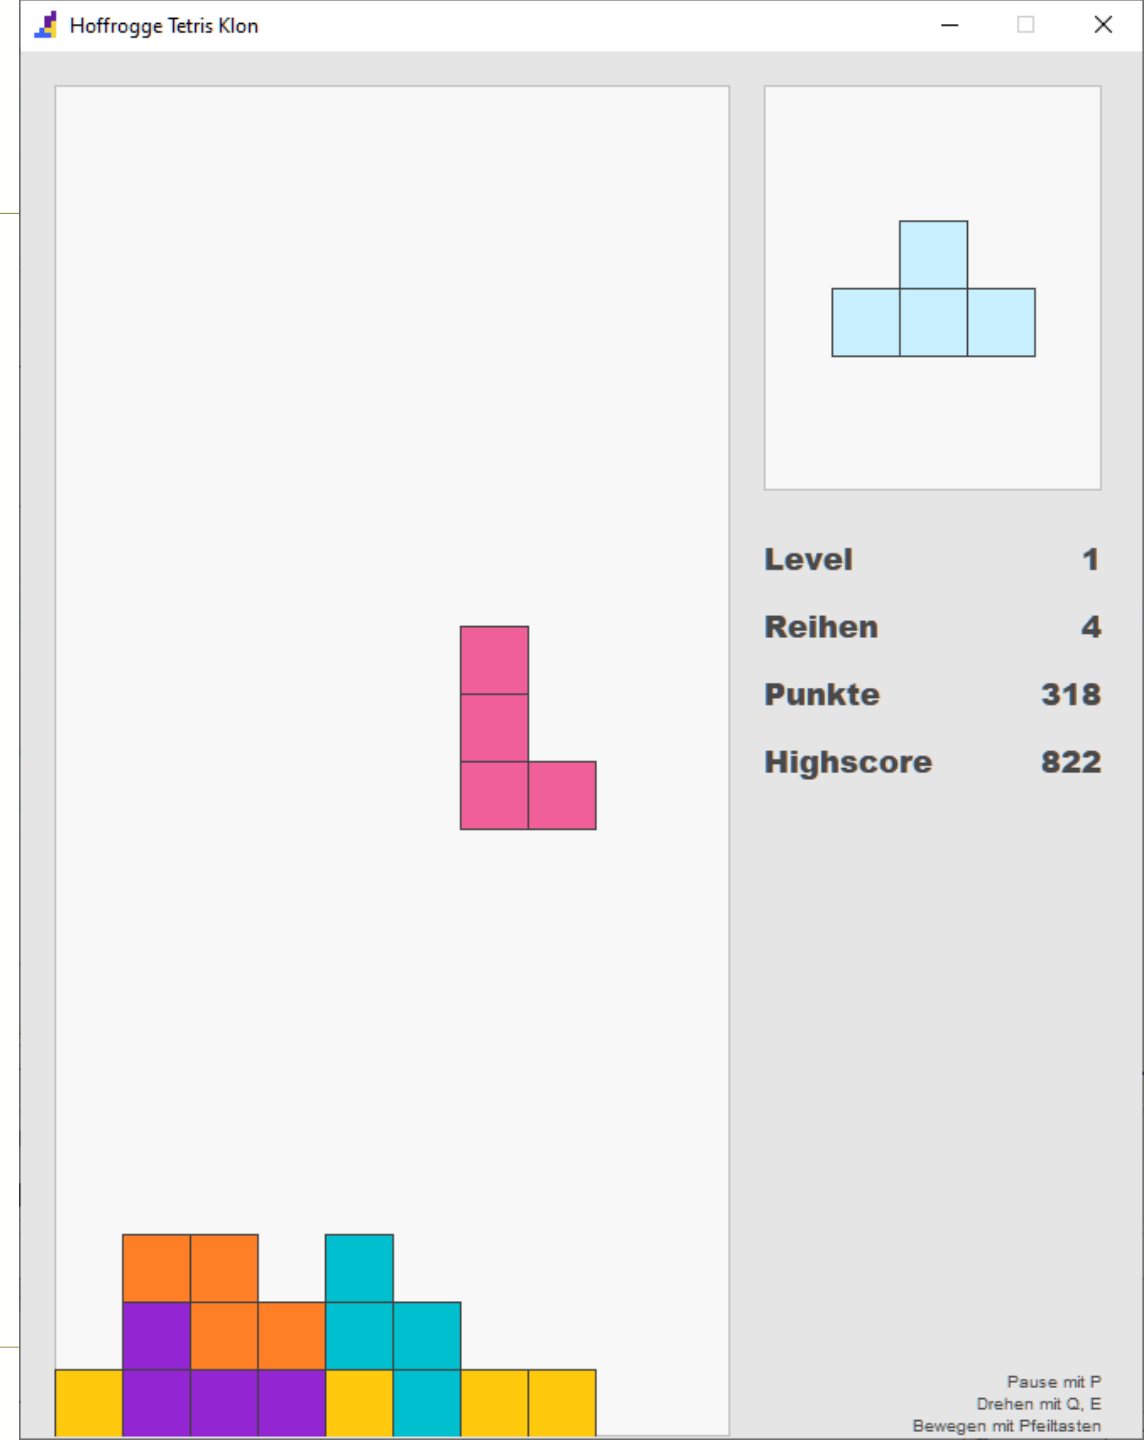 Hoffrogge Tetris Klon
Level 1
Reihen 4
Punkte 318
Highscore 822
Pause mit P
Drehen mit Q, E
Bewegen mit Pfeiltasten